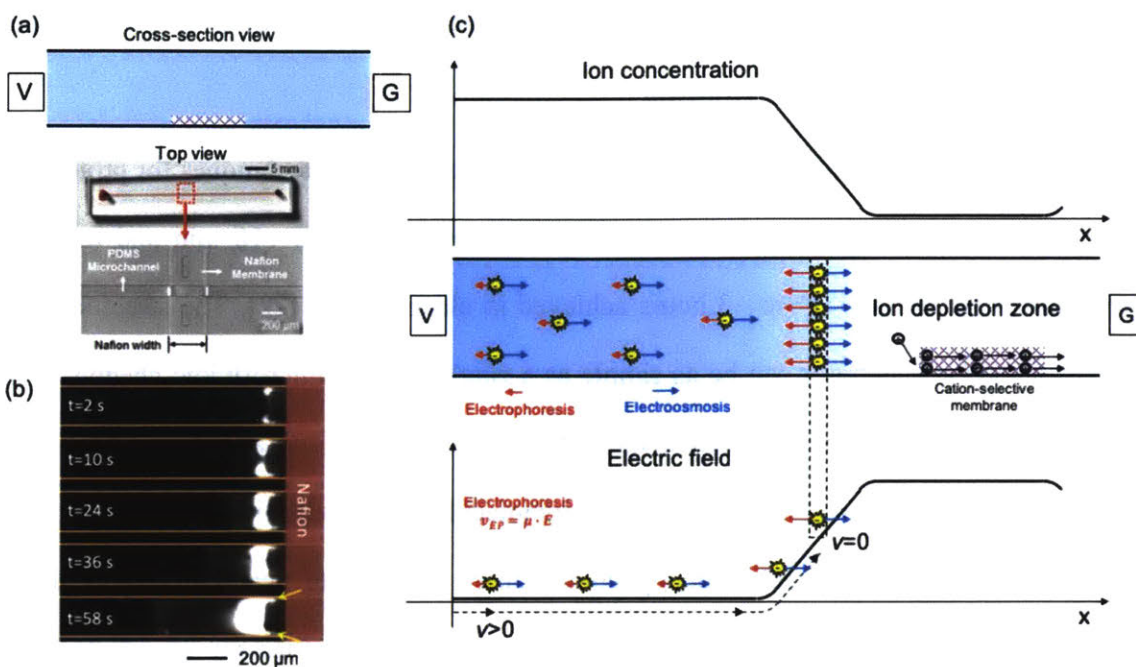 (a)
Cross-section view
V
G
Top view
5 mm
PDMS
Microchannel
Nafion
Membrane
200 μm
Nafion width
(b)
t=2 s
t=10 s
t=24 s
t=36 s
t=58 s
Nafion
200 μm
(c)
Ion concentration
x
V
Ion depletion zone
G
Electrophoresis
Electroosmosis
Cation-selective
membrane
Electric field
Electrophoresis
v_EP = μ · E
v=0
v>0
x